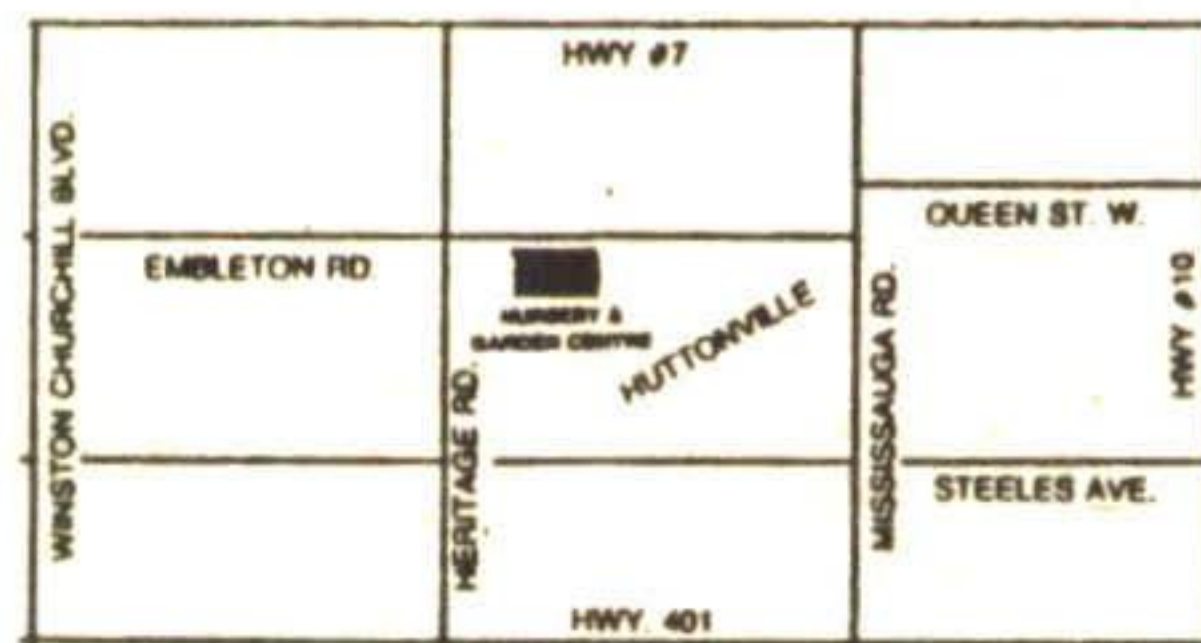 HWY #7
WINSTON CHURCHILL BLVD.
QUEEN ST. W.
EMBLETON RD
NURSERY &
GARDEN CENTRE
HUTTONVILLE
HERITAGE RD.
MISSISSAUGA RD.
HWY #10
STEELES AVE.
HWY. 401